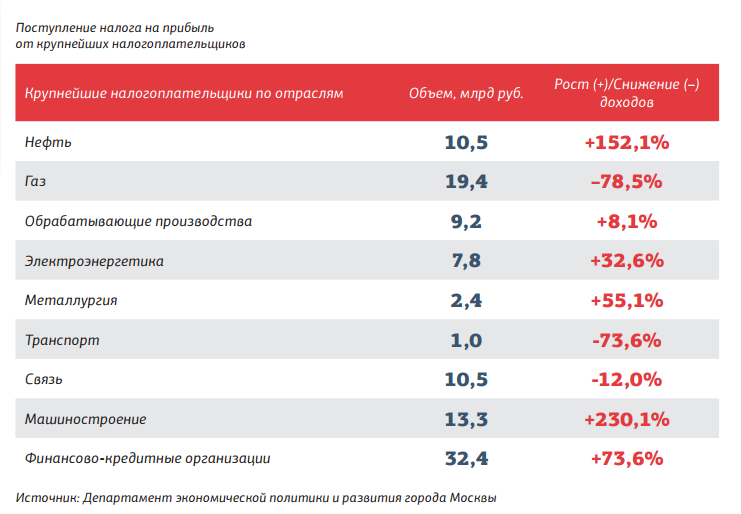 Поступление налога на прибыль
от крупнейших налогоплательщиков
Крупнейшие налогоплательщики по отраслям Объем, млрд руб. Рост (+)/Снижение (–) доходов
Нефть 10,5 +152,1%
Газ 19,4 –78,5%
Обрабатывающие производства 9,2 +8,1%
Электроэнергетика 7,8 +32,6%
Металлургия 2,4 +55,1%
Транспорт 1,0 -73,6%
Связь 10,5 -12,0%
Машиностроение 13,3 +230,1%
Финансово-кредитные организации 32,4 +73,6%
Источник: Департамент экономической политики и развития города Москвы